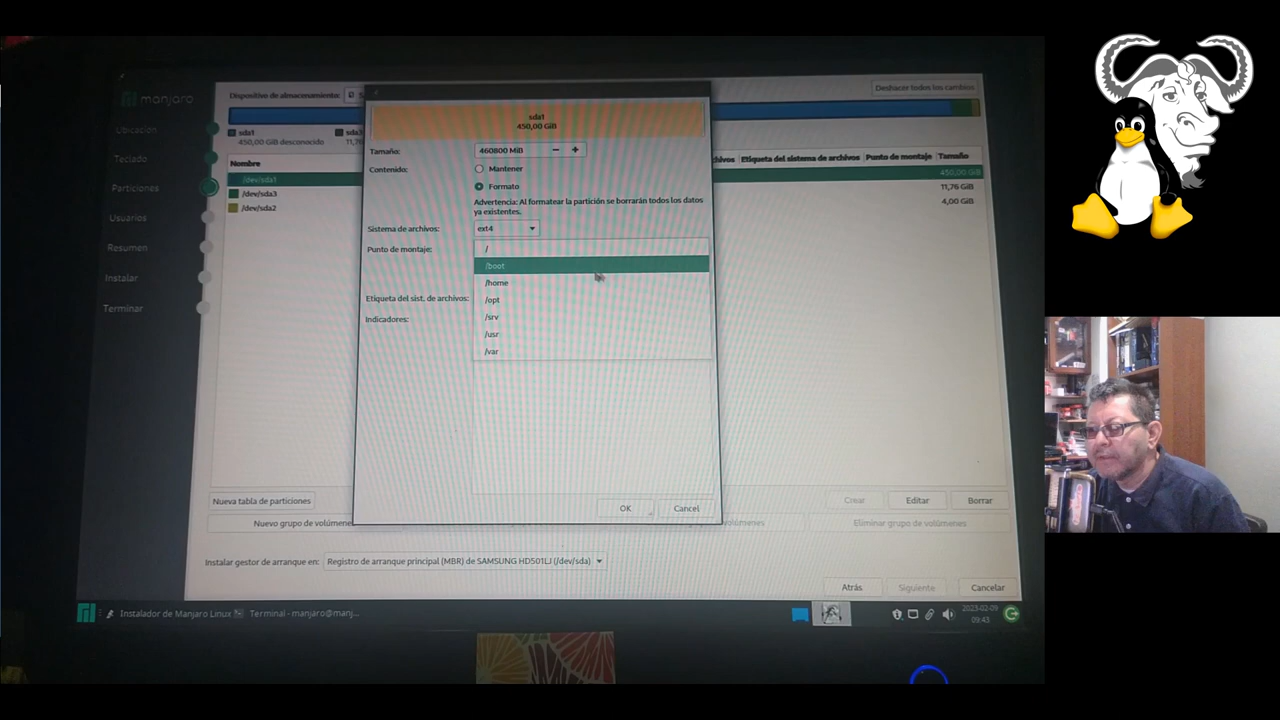 manjaro
Ubicación
Teclado
Particiones
Usuarios
Resumen
Instalar
Terminar
Dispositivo de almacenamiento:
Deshacer todos los cambios
sda1
450,00 GiB desconocido
11,76
Nombre
Etiqueta del sistema de archivos
Punto de montaje
Tamaño
/dev/sda1
450,00 GiB
/dev/sda3
11,76 GiB
/dev/sda2
4,00 GiB
sda1
450,00 GiB
Tamaño:
460800 MiB
Contenido:
Mantener
Formato
Advertencia: Al formatear la partición se borrarán todos los datos
ya existentes.
Sistema de archivos:
ext4
Punto de montaje:
/
/boot
/home
/opt
/srv
/usr
/var
Etiqueta del sist. de archivos:
Indicadores:
OK
Cancel
Nueva tabla de particiones
Crear
Editar
Borrar
Nuevo grupo de
Eliminar grupo de volúmenes
Instalar gestor de arranque en:
Registro de arranque principal (MBR) de SAMSUNG HD501LJ (/dev/sda)
Atrás
Siguiente
Cancelar
Instalador de Manjaro Linux
Terminal - manjaro@manj...
2023-02-09
09:43